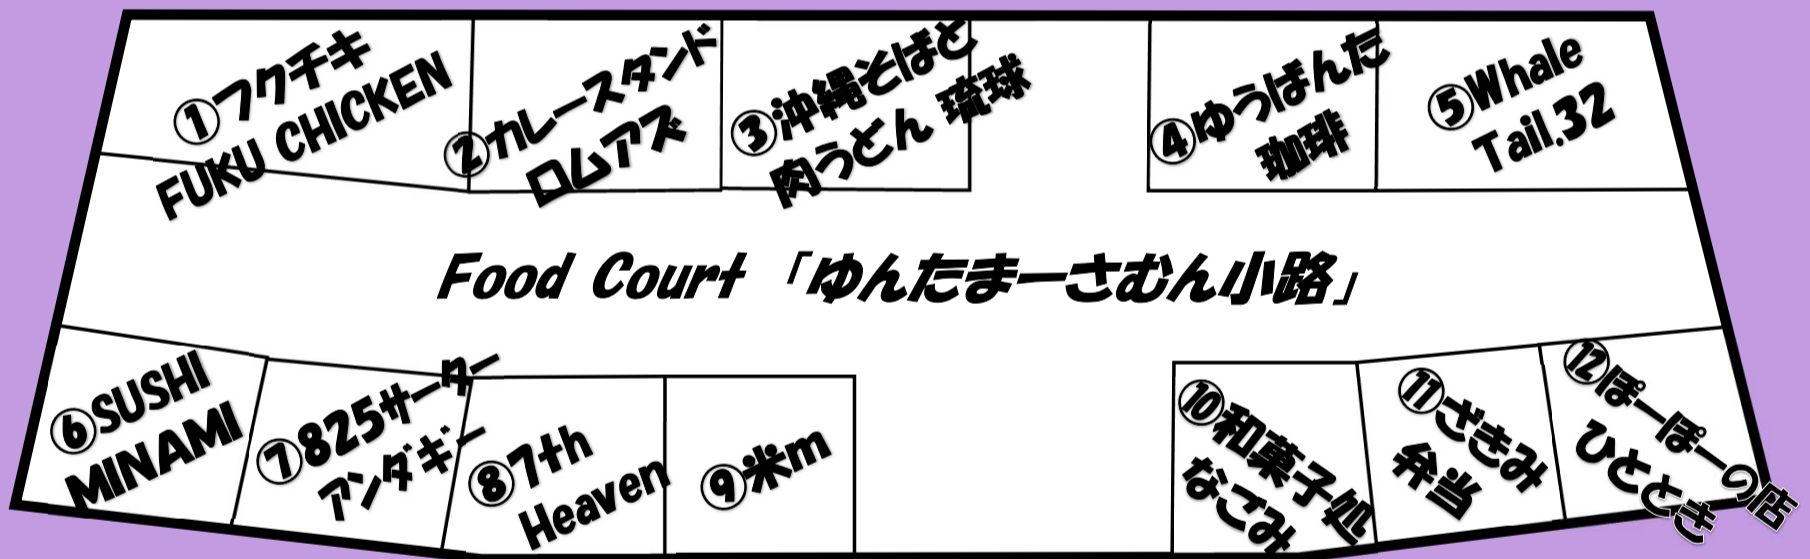 ①フクチキ
FUKU CHICKEN
②カレースタンド
ロムアズ
③沖縄そばと
肉うどん 琉球
④ゆうばんた
珈琲
⑤Whale
Tail.32
Food Court 「ゆんたまーさむん小路」
⑥SUSHI
MINAMI
⑦825サーター
アンダギー
⑧7th
Heaven
⑨米m
⑩和菓子処
なごみ
⑪ざきみ
弁当
⑫ぽーぽーの店
ひととき